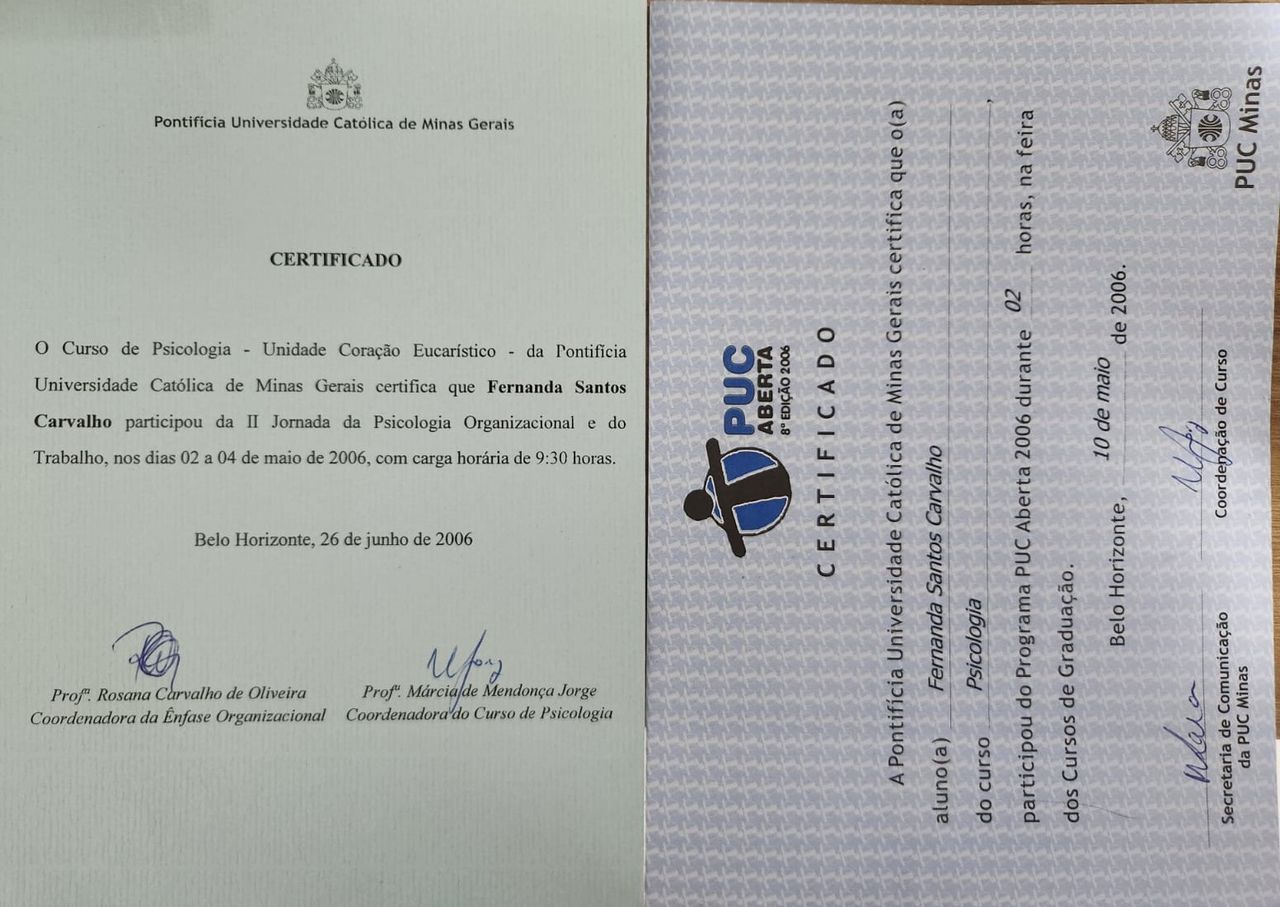 Pontifícia Universidade Católica de Minas Gerais
CERTIFICADO
O Curso de Psicologia - Unidade Coração Eucarístico - da Pontifícia
Universidade Católica de Minas Gerais certifica que Fernanda Santos
Carvalho participou da II Jornada da Psicologia Organizacional e do
Trabalho, nos dias 02 a 04 de maio de 2006, com carga horária de 9:30 horas.
Belo Horizonte, 26 de junho de 2006
Profª. Rosana Carvalho de Oliveira
Coordenadora da Ênfase Organizacional
Profª. Márcia de Mendonça Jorge
Coordenadora do Curso de Psicologia
PUC
ABERTA
8ª EDIÇÃO 2006
CERTIFICADO
A Pontifícia Universidade Católica de Minas Gerais certifica que o(a)
aluno(a) Fernanda Santos Carvalho
do curso Psicologia,
participou do Programa PUC Aberta 2006 durante 02 horas, na feira
dos Cursos de Graduação.
Belo Horizonte, 10 de maio de 2006.
Secretaria de Comunicação
da PUC Minas
Coordenação de Curso
PUC Minas